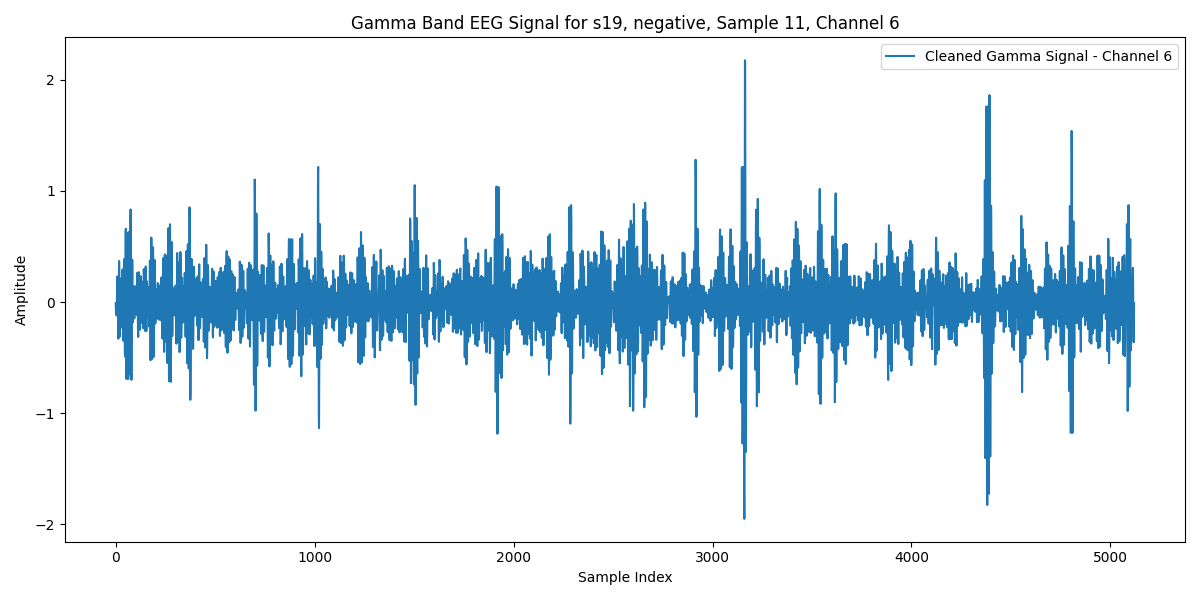 Gamma Band EEG Signal for s19, negative, Sample 11, Channel 6
Cleaned Gamma Signal - Channel 6
Amplitude
2
1
0
−1
−2
0 1000 2000 3000 4000 5000
Sample Index